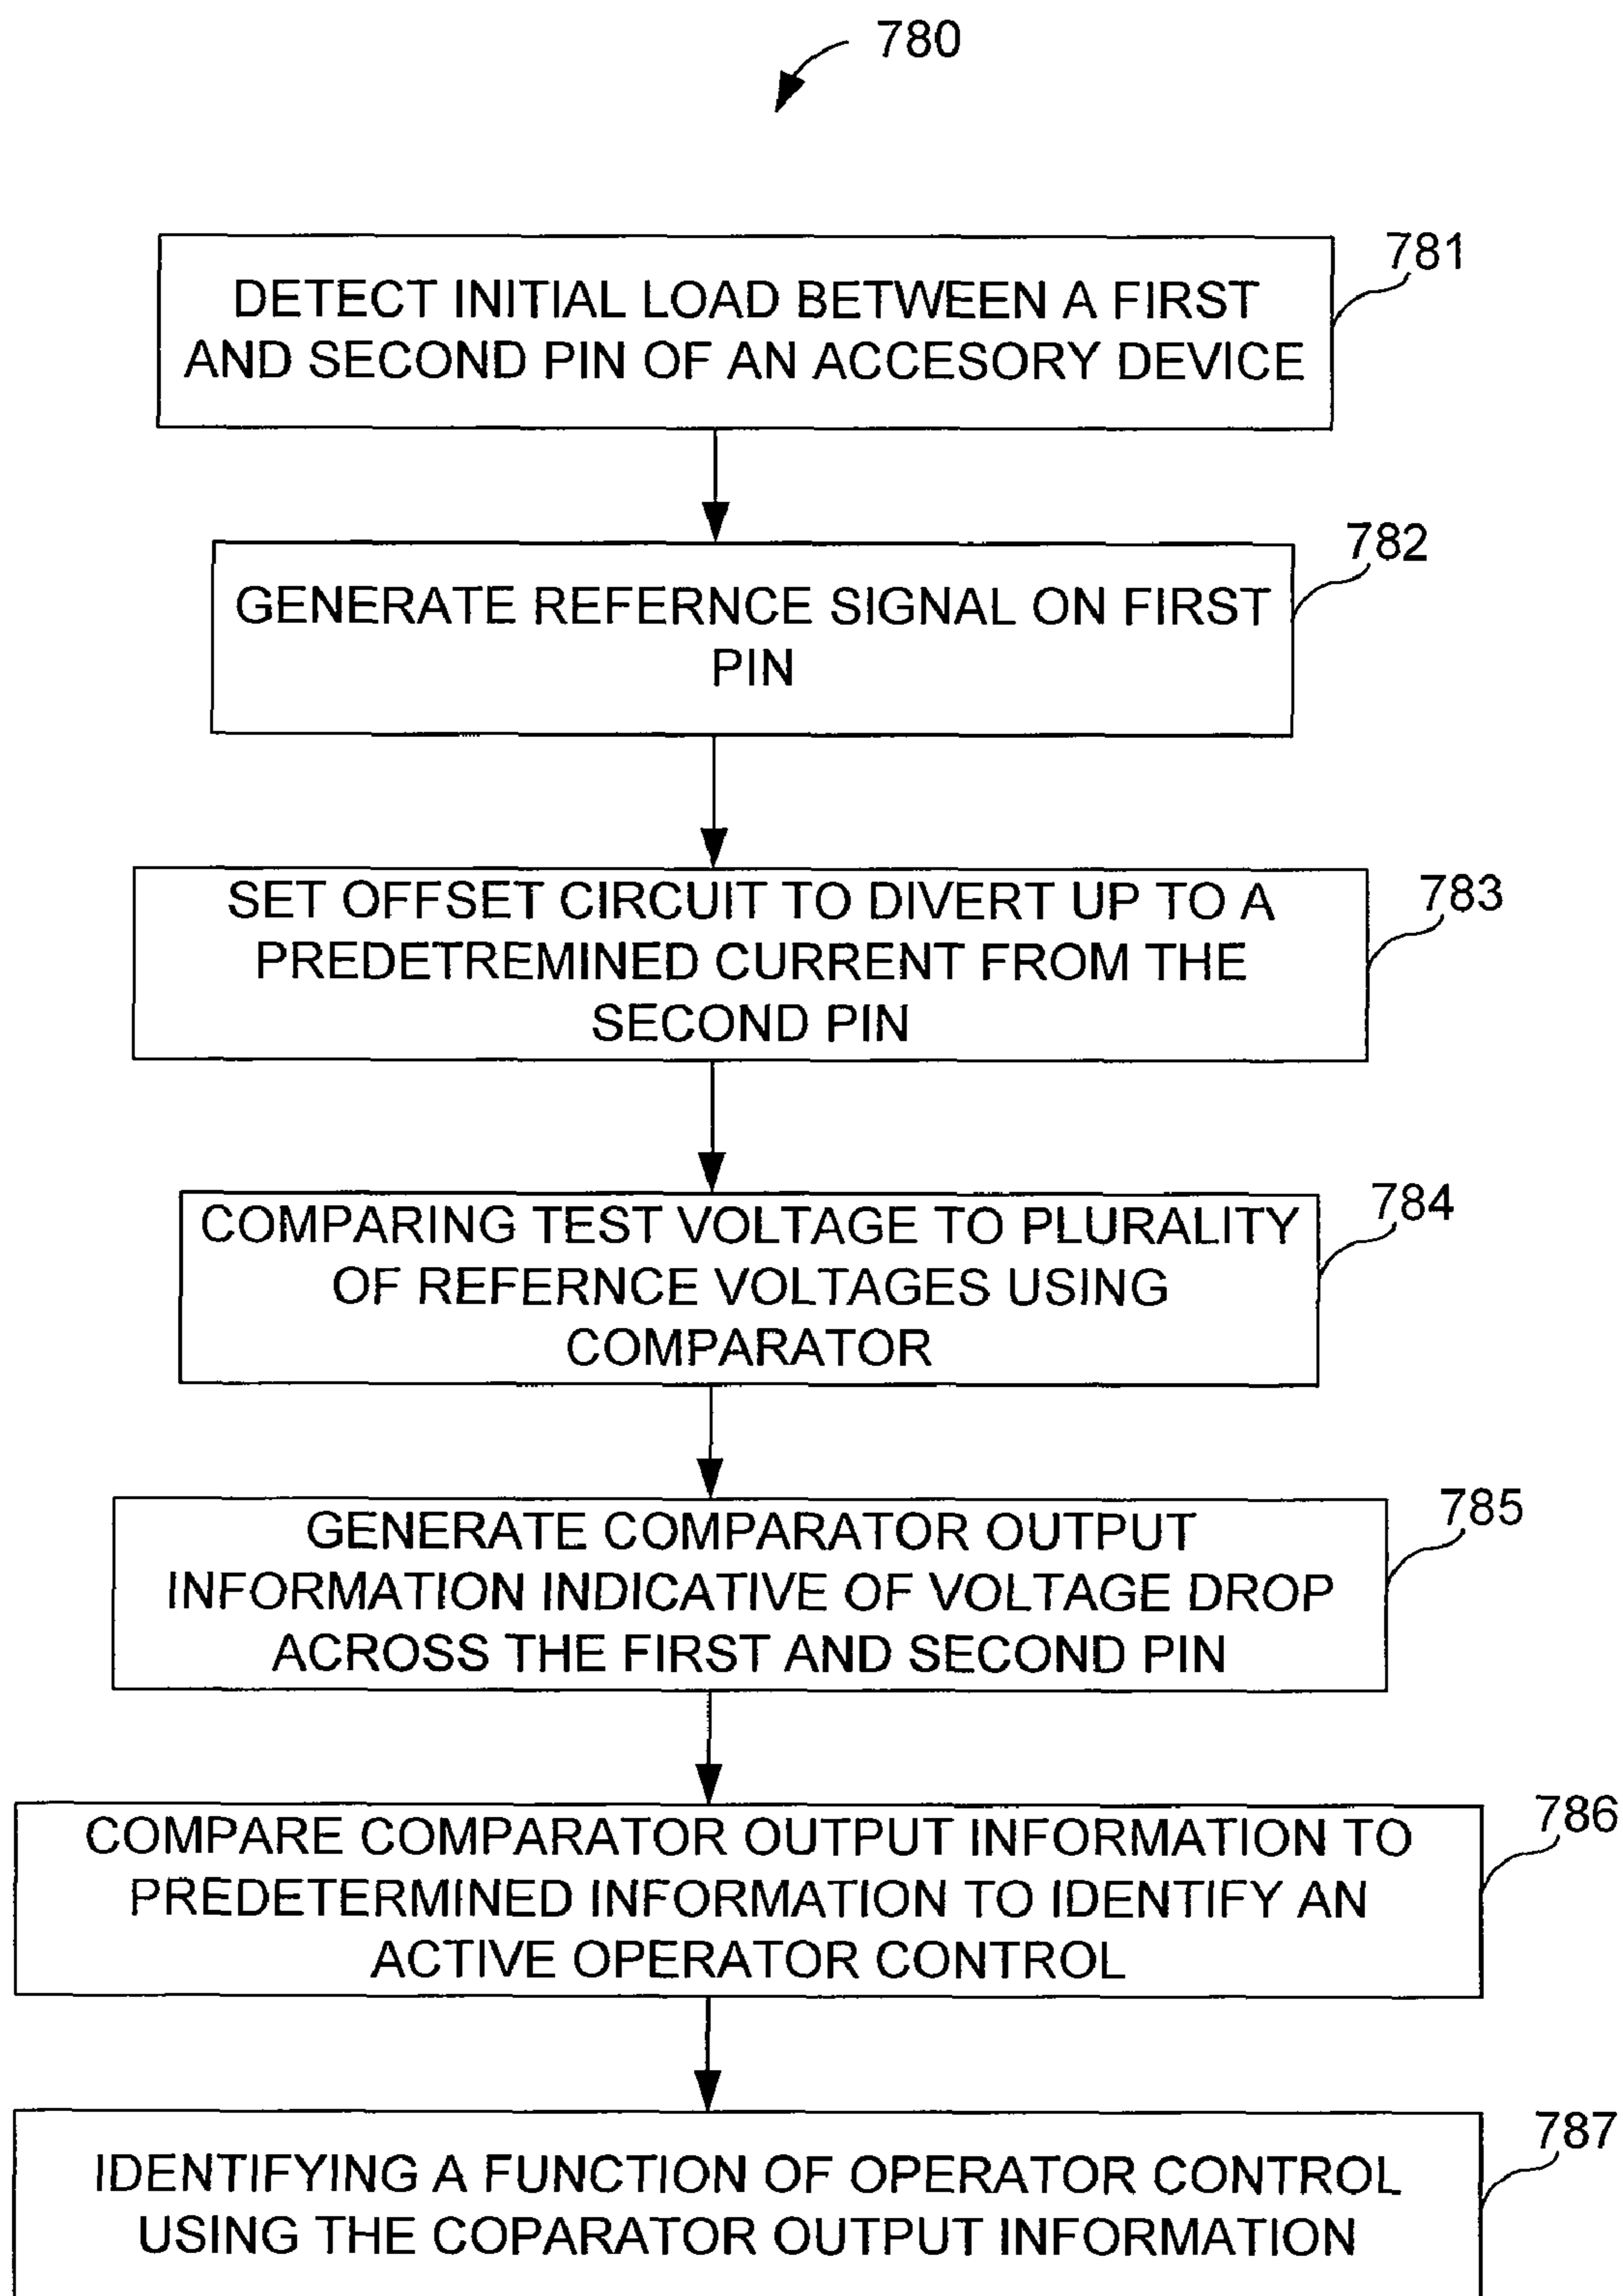 780
781
DETECT INITIAL LOAD BETWEEN A FIRST
AND SECOND PIN OF AN ACCESORY DEVICE
782
GENERATE REFERNCE SIGNAL ON FIRST
PIN
783
SET OFFSET CIRCUIT TO DIVERT UP TO A
PREDETREMINED CURRENT FROM THE
SECOND PIN
784
COMPARING TEST VOLTAGE TO PLURALITY
OF REFERNCE VOLTAGES USING
COMPARATOR
785
GENERATE COMPARATOR OUTPUT
INFORMATION INDICATIVE OF VOLTAGE DROP
ACROSS THE FIRST AND SECOND PIN
786
COMPARE COMPARATOR OUTPUT INFORMATION TO
PREDETERMINED INFORMATION TO IDENTIFY AN
ACTIVE OPERATOR CONTROL
787
IDENTIFYING A FUNCTION OF OPERATOR CONTROL
USING THE COPARATOR OUTPUT INFORMATION